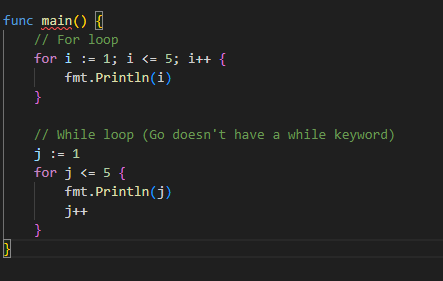 func main() {
    // For loop
    for i := 1; i <= 5; i++ {
        fmt.Println(i)
    }

    // While loop (Go doesn't have a while keyword)
    j := 1
    for j <= 5 {
        fmt.Println(j)
        j++
    }
}